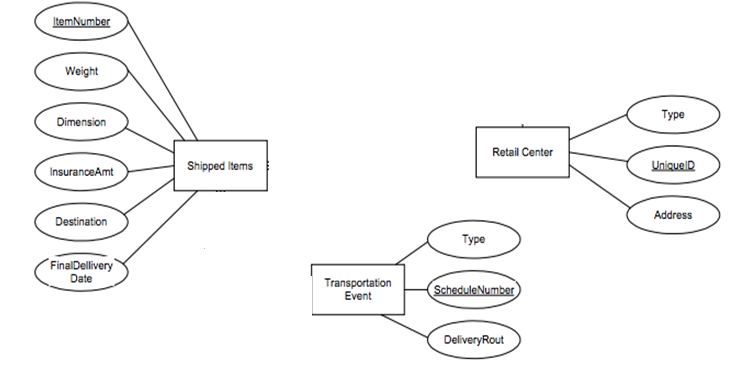 ItemNumber
Weight
Dimension
InsuranceAmt
Destination
FinalDellivery
Date
Shipped Items
Retail Center
Type
UniqueID
Address
Transportation
Event
Type
ScheduleNumber
DeliveryRout